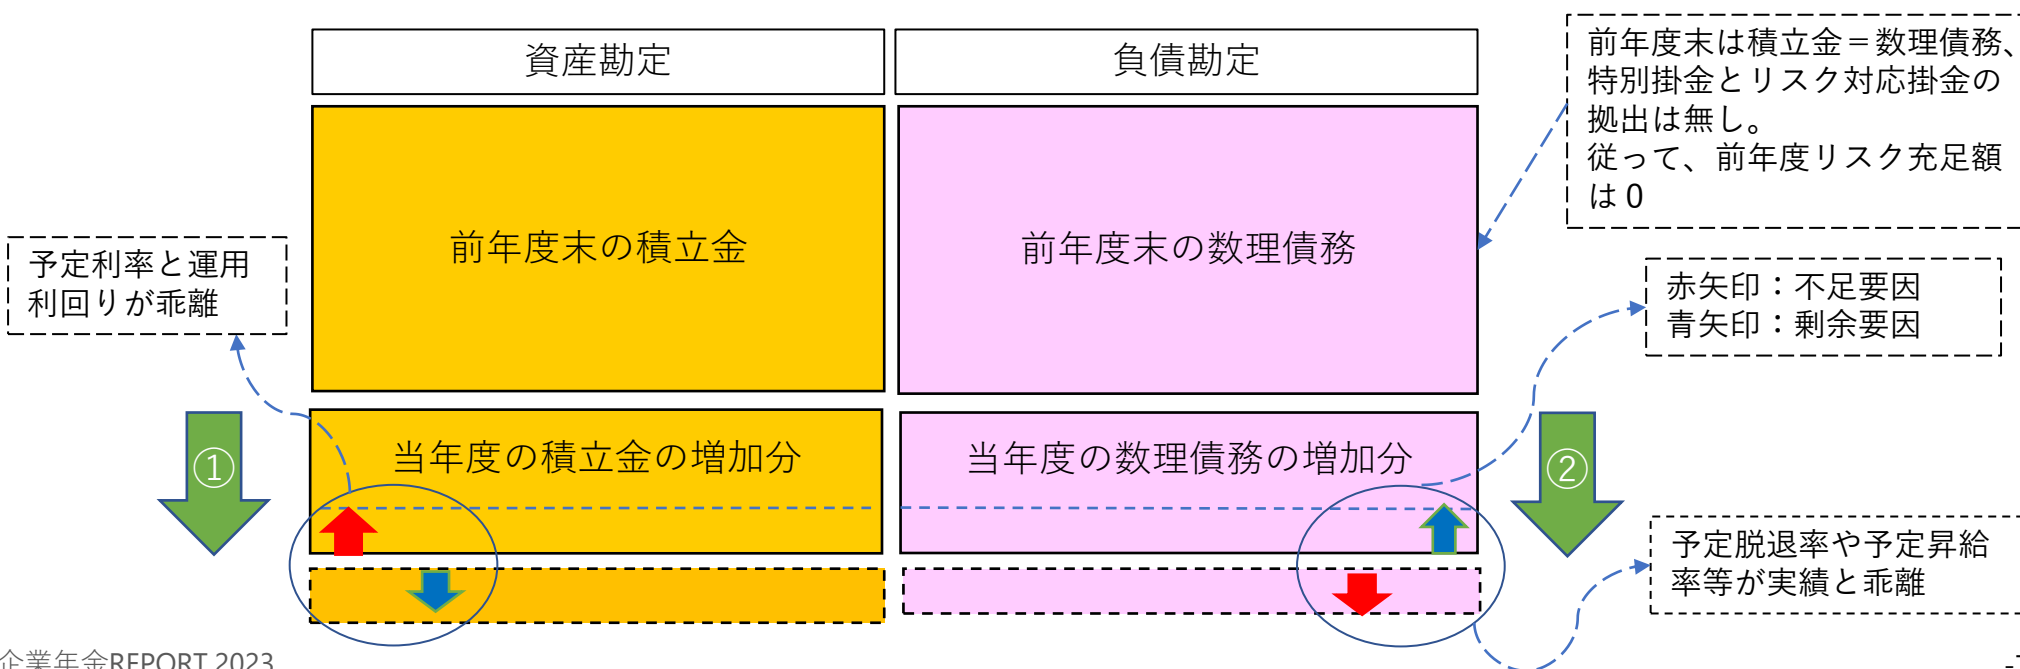 資産勘定
負債勘定
前年度末は積立金＝数理債務、
特別掛金とリスク対応掛金の
拠出は無し。
従って、前年度リスク充足額
は０
前年度末の積立金
前年度末の数理債務
予定利率と運用
利回りが乖離
赤矢印：不足要因
青矢印：剰余要因
①
当年度の積立金の増加分
当年度の数理債務の増加分
②
予定脱退率や予定昇給
率等が実績と乖離
企業年金REPORT 2023